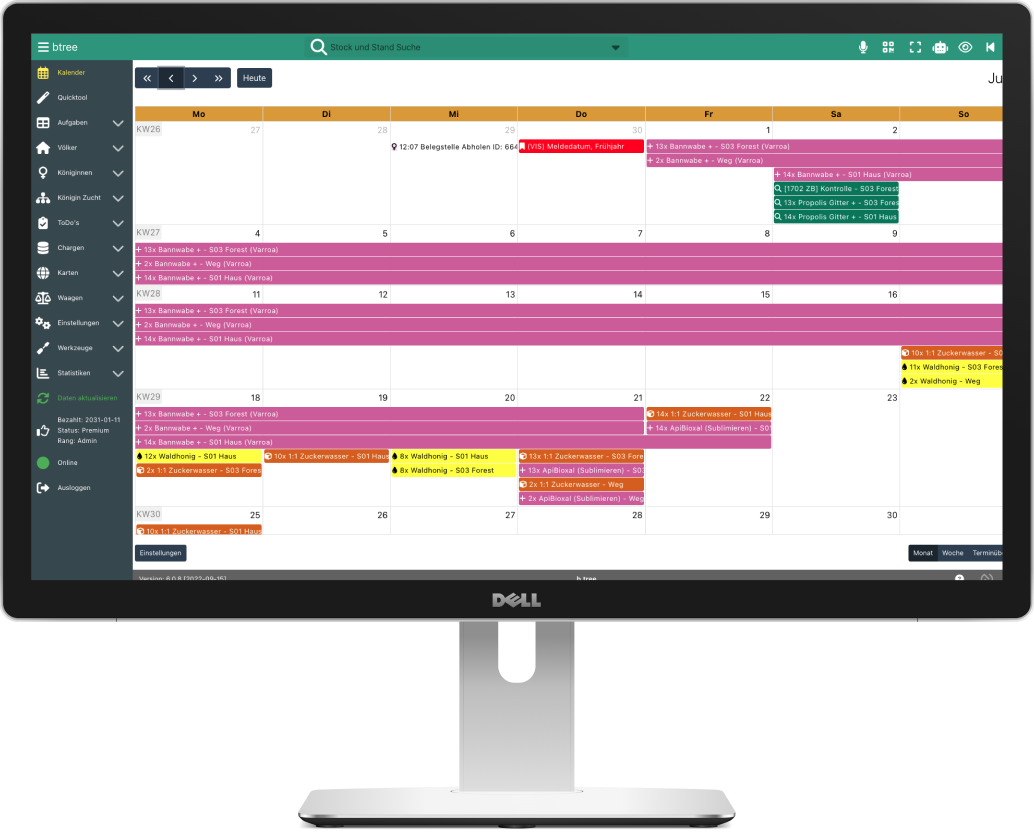 btree
Stock und Stand Suche
Kalender
Quicktool
Aufgaben
Völker
Königinnen
Königin Zucht
ToDo's
Chargen
Karten
Waagen
Einstellungen
Werkzeuge
Statistiken
Daten aktualisieren
Bezahlt: 2031-01-11
Status: Premium
Rang: Admin
Online
Ausloggen
Heute
Ju
Mo Di Mi Do Fr Sa So
KW26 27 28 29 30 1 2
12:07 Belegstelle Abholen ID: 664
(VIS) Meldedatum, Frühjahr
+ 13x Bannwabe + - S03 Forest (Varroa)
+ 2x Bannwabe + - Weg (Varroa)
+ 14x Bannwabe + - S01 Haus (Varroa)
[1702 ZB] Kontrolle - S03 Forest
13x Propolis Gitter + - S03 Fores
14x Propolis Gitter + - S01 Haus
KW27 4 5 6 7 8 9
+ 13x Bannwabe + - S03 Forest (Varroa)
+ 2x Bannwabe + - Weg (Varroa)
+ 14x Bannwabe + - S01 Haus (Varroa)
KW28 11 12 13 14 15 16
+ 13x Bannwabe + - S03 Forest (Varroa)
+ 2x Bannwabe + - Weg (Varroa)
+ 14x Bannwabe + - S01 Haus (Varroa)
10x 1:1 Zuckerwasser - S0
11x Waldhonig - S03 Fores
2x Waldhonig - Weg
KW29 18 19 20 21 22 23
+ 13x Bannwabe + - S03 Forest (Varroa)
14x 1:1 Zuckerwasser - S01 Haus
+ 2x Bannwabe + - Weg (Varroa)
+ 14x ApiBioxal (Sublimieren) - S01
+ 14x Bannwabe + - S01 Haus (Varroa)
12x Waldhonig - S01 Haus
10x 1:1 Zuckerwasser - S01 Haus
8x Waldhonig - S01 Haus
13x 1:1 Zuckerwasser - S03 Fore
2x 1:1 Zuckerwasser - S03 Fores
8x Waldhonig - S03 Forest
+ 13x ApiBioxal (Sublimieren) - S03
2x 1:1 Zuckerwasser - Weg
+ 2x ApiBioxal (Sublimieren) - Weg
KW30 25 26 27 28 29 30
10x 1:1 Zuckerwasser - S01 Haus
Einstellungen
Monat Woche Terminüb
Version: 6.0.8 [2022-09-15]
b.tree
DELL